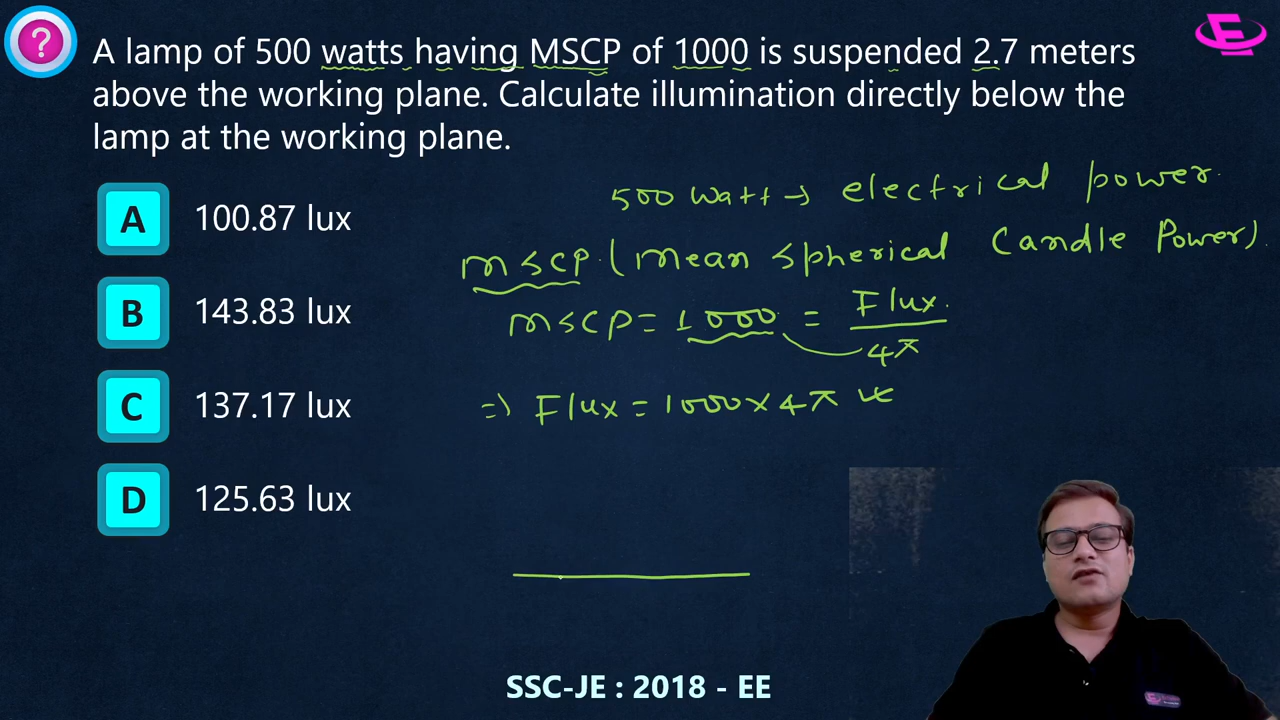 ?
A lamp of 500 watts having MSCP of 1000 is suspended 2.7 meters
above the working plane. Calculate illumination directly below the
lamp at the working plane.
500 watt → electrical power.
A 100.87 lux
MSCP (Mean Spherical Candle Power)
B 143.83 lux
MSCP = 1000 = Flux / 4π
C 137.17 lux
⇒ Flux = 1000 × 4π
D 125.63 lux
SSC-JE : 2018 - EE